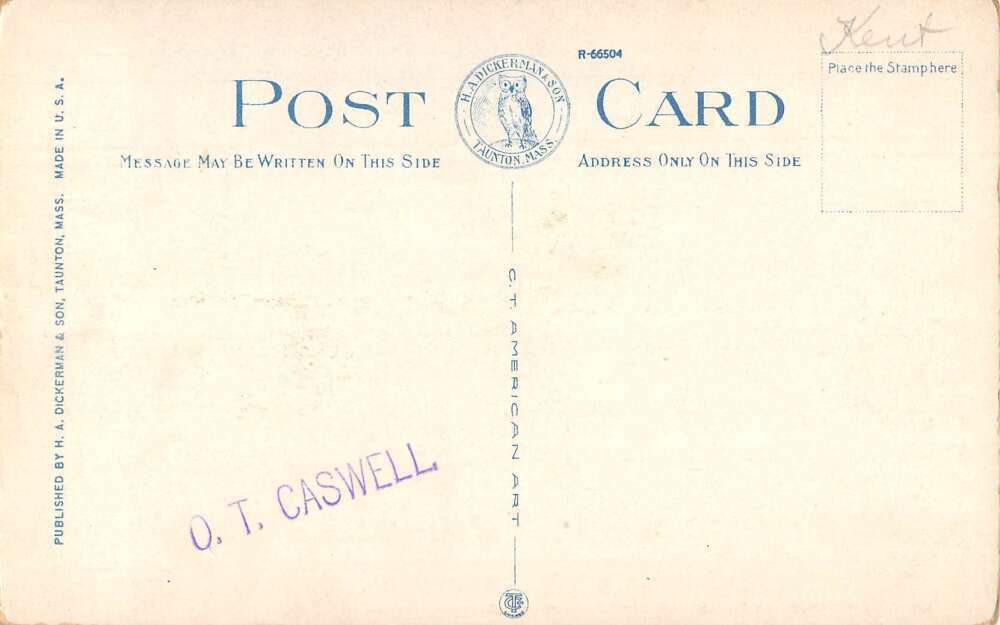 Kent
R-66504
Place the Stamp here
POST CARD
H. A. DICKERMAN & SON
TAUNTON, MASS.
MESSAGE MAY BE WRITTEN ON THIS SIDE
ADDRESS ONLY ON THIS SIDE
PUBLISHED BY H. A. DICKERMAN & SON, TAUNTON, MASS. MADE IN U. S. A.
C. T. AMERICAN ART
O. T. CASWELL.